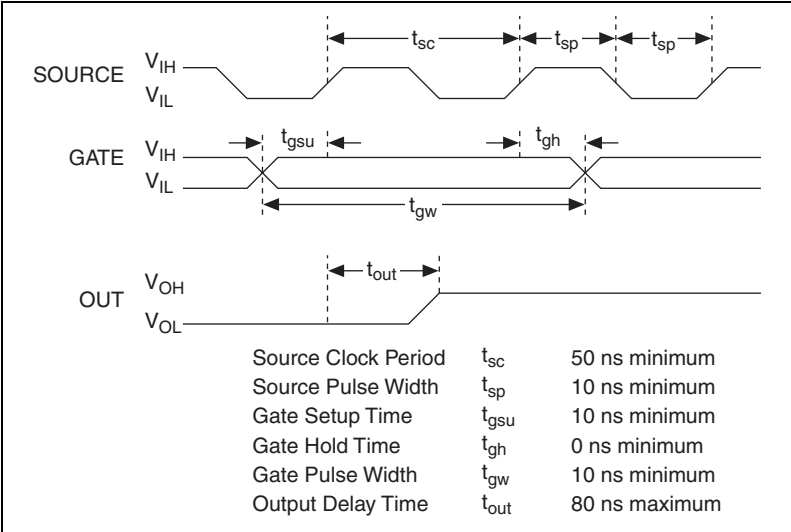 t_sc t_sp t_sp
SOURCE V_IH
V_IL
t_gsu t_gh
GATE V_IH
V_IL
t_gw
t_out
OUT V_OH
V_OL
Source Clock Period t_sc 50 ns minimum
Source Pulse Width t_sp 10 ns minimum
Gate Setup Time t_gsu 10 ns minimum
Gate Hold Time t_gh 0 ns minimum
Gate Pulse Width t_gw 10 ns minimum
Output Delay Time t_out 80 ns maximum